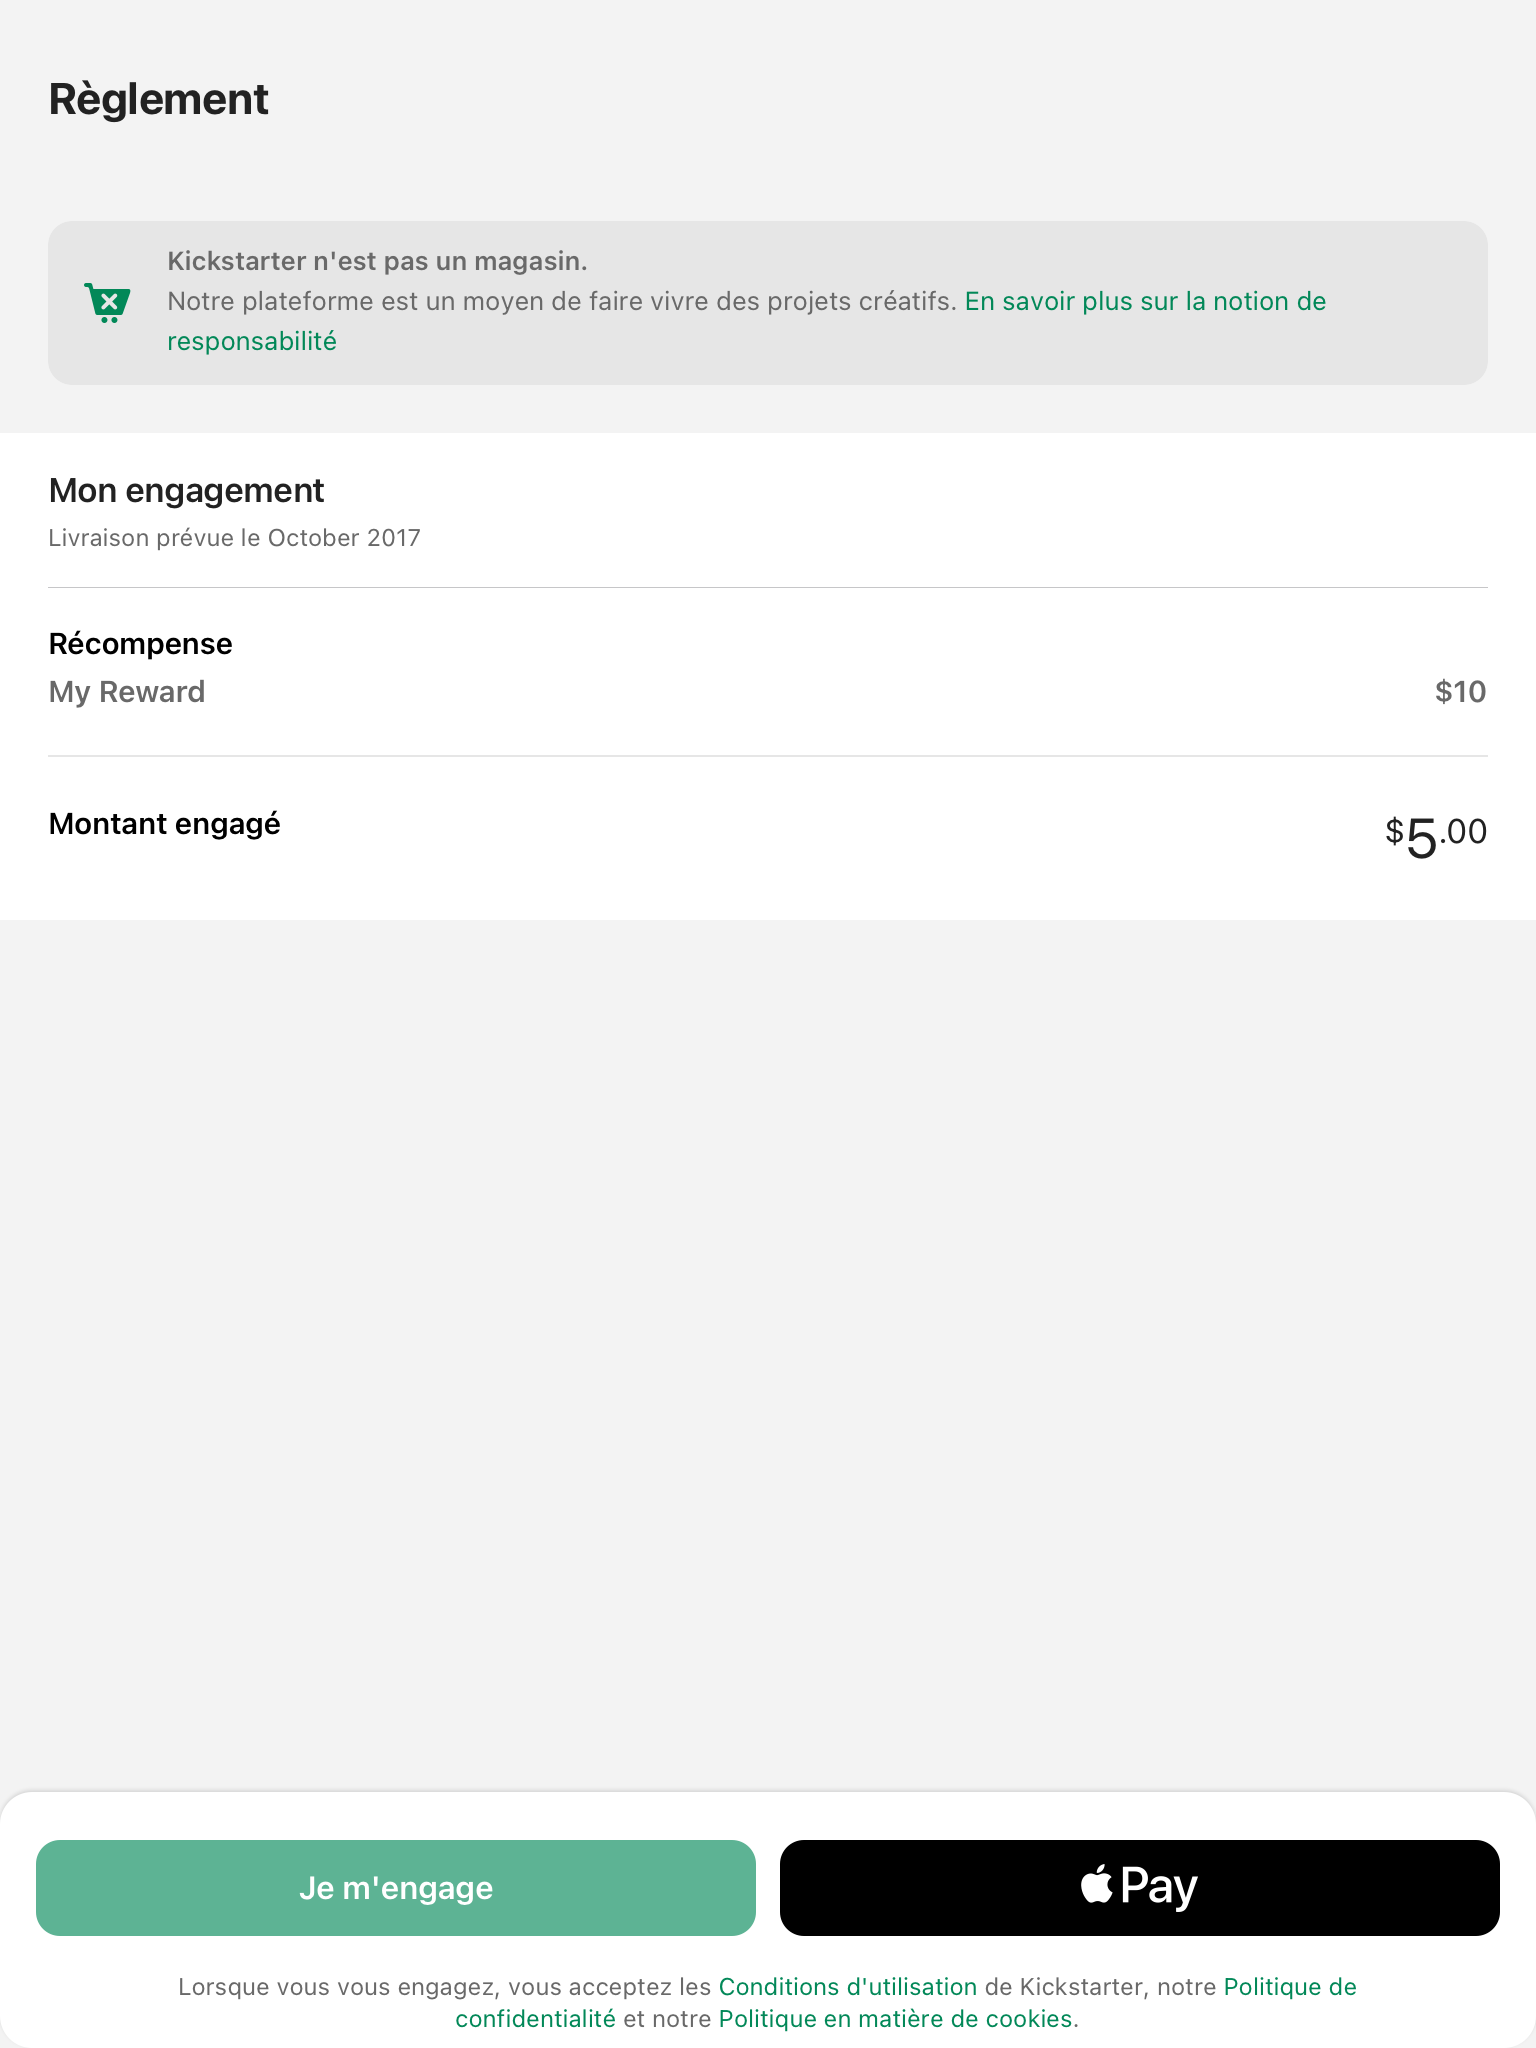 Règlement
Kickstarter n'est pas un magasin.
Notre plateforme est un moyen de faire vivre des projets créatifs. En savoir plus sur la notion de
responsabilité
Mon engagement
Livraison prévue le October 2017
Récompense
My Reward $10
Montant engagé $5.00
Je m'engage Pay
Lorsque vous vous engagez, vous acceptez les Conditions d'utilisation de Kickstarter, notre Politique de
confidentialité et notre Politique en matière de cookies.